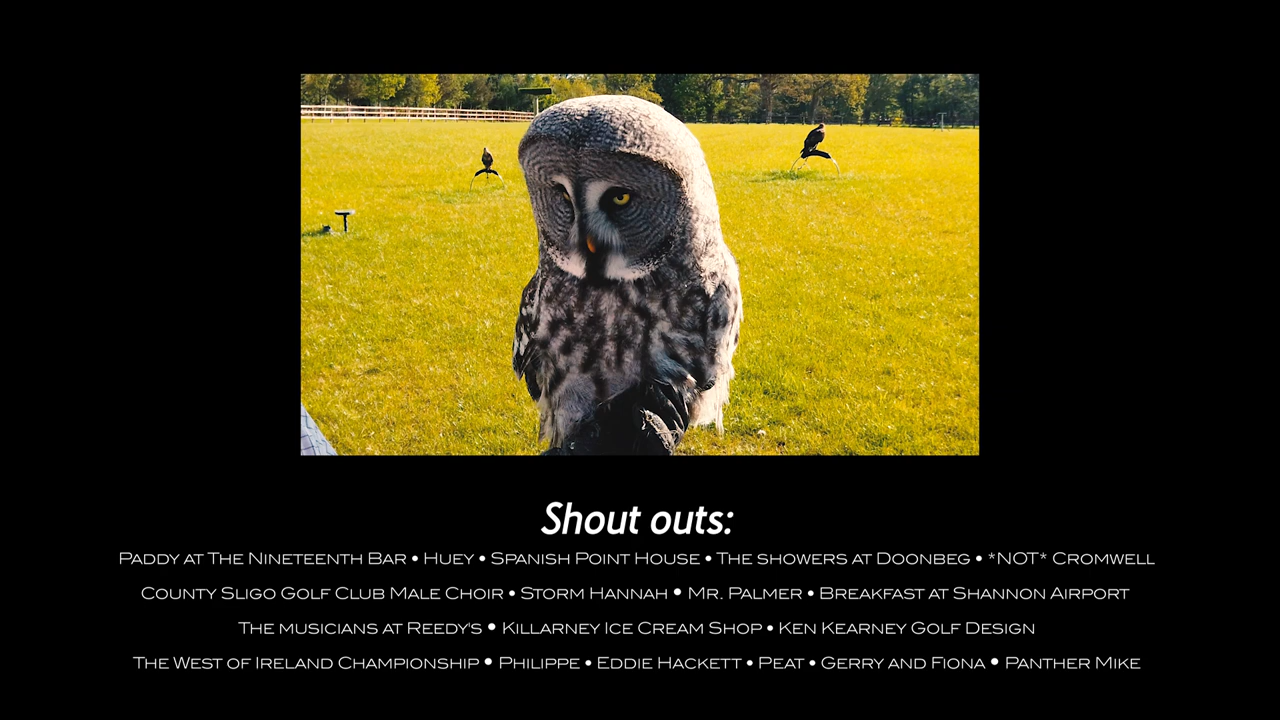 Shout outs:
PADDY AT THE NINETEENTH BAR • HUEY • SPANISH POINT HOUSE • THE SHOWERS AT DOONBEG • *NOT* CROMWELL
COUNTY SLIGO GOLF CLUB MALE CHOIR • STORM HANNAH • MR. PALMER • BREAKFAST AT SHANNON AIRPORT
THE MUSICIANS AT REEDY'S • KILLARNEY ICE CREAM SHOP • KEN KEARNEY GOLF DESIGN
THE WEST OF IRELAND CHAMPIONSHIP • PHILIPPE • EDDIE HACKETT • PEAT • GERRY AND FIONA • PANTHER MIKE